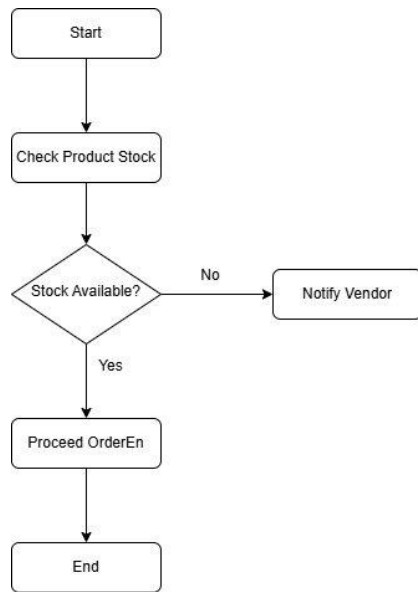 Start
Check Product Stock
Stock Available?
No
Notify Vendor
Yes
Proceed OrderEn
End